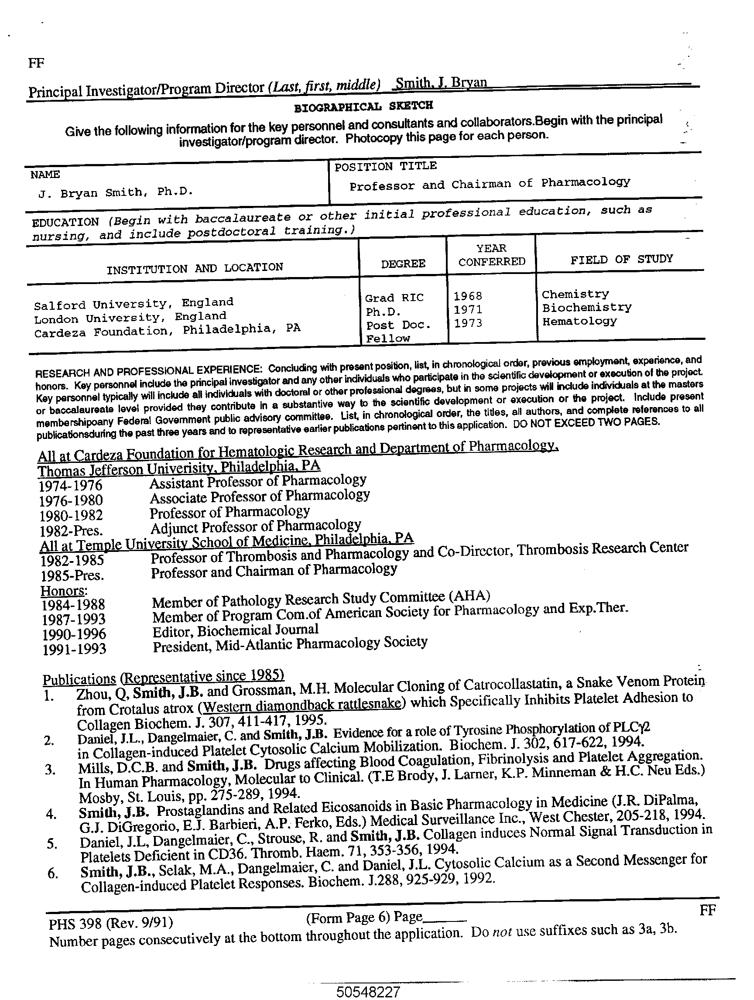 FF
Principal Investigator/Program Director (Last, first, middle) Smith, J. Bryan
BIOGRAPHICAL SKETCH
Give the following information for the key personnel and consultants and collaborators.Begin with the principal
investigator/program director. Photocopy this page for each person.
NAME
POSITION TITLE
J. Bryan Smith, Ph.D.
Professor and Chairman of Pharmacology
EDUCATION (Begin with baccalaureate or other initial professional education, such as
nursing, and include postdoctoral training.)
INSTITUTION AND LOCATION DEGREE YEAR CONFERRED FIELD OF STUDY
Salford University, England Grad RIC 1968 Chemistry
London University, England Ph.D. 1971 Biochemistry
Cardeza Foundation, Philadelphia, PA Post Doc. 1973 Hematology
Fellow
RESEARCH AND PROFESSIONAL EXPERIENCE: Concluding with present position, list, in chronological order, previous employment, experience, and
honors. Key personnel include the principal investigator and any other individuals who participate in the scientific development or execution of the project.
Key personnel typically will include all individuals with doctoral or other professional degrees, but in some projects will include individuals at the masters
or baccalaureate level provided they contribute in a substantive way to the scientific development or execution or the project. Include present
membershipoany Federal Government public advisory committee. List, in chronological order, the titles, all authors, and complete references to all
publicationsduring the past three years and to representative earlier publications pertinent to this application. DO NOT EXCEED TWO PAGES.
All at Cardeza Foundation for Hematologic Research and Department of Pharmacology,
Thomas Jefferson Univerisity, Philadelphia, PA
1974-1976 Assistant Professor of Pharmacology
1976-1980 Associate Professor of Pharmacology
1980-1982 Professor of Pharmacology
1982-Pres. Adjunct Professor of Pharmacology
All at Temple University School of Medicine, Philadelphia, PA
1982-1985 Professor of Thrombosis and Pharmacology and Co-Director, Thrombosis Research Center
1985-Pres. Professor and Chairman of Pharmacology
Honors:
1984-1988 Member of Pathology Research Study Committee (AHA)
1987-1993 Member of Program Com.of American Society for Pharmacology and Exp.Ther.
1990-1996 Editor, Biochemical Journal
1991-1993 President, Mid-Atlantic Pharmacology Society
Publications (Representative since 1985)
1. Zhou, Q, Smith, J.B. and Grossman, M.H. Molecular Cloning of Catrocollastatin, a Snake Venom Protein
from Crotalus atrox (Western diamondback rattlesnake) which Specifically Inhibits Platelet Adhesion to
Collagen Biochem. J. 307, 411-417, 1995.
2. Daniel, J.L., Dangelmaier, C. and Smith, J.B. Evidence for a role of Tyrosine Phosphorylation of PLCγ2
in Collagen-induced Platelet Cytosolic Calcium Mobilization. Biochem. J. 302, 617-622, 1994.
3. Mills, D.C.B. and Smith, J.B. Drugs affecting Blood Coagulation, Fibrinolysis and Platelet Aggregation.
In Human Pharmacology, Molecular to Clinical. (T.E Brody, J. Larner, K.P. Minneman & H.C. Neu Eds.)
Mosby, St. Louis, pp. 275-289, 1994.
4. Smith, J.B. Prostaglandins and Related Eicosanoids in Basic Pharmacology in Medicine (J.R. DiPalma,
G.J. DiGregorio, E.J. Barbieri, A.P. Ferko, Eds.) Medical Surveillance Inc., West Chester, 205-218, 1994.
5. Daniel, J.L, Dangelmaier, C., Strouse, R. and Smith, J.B. Collagen induces Normal Signal Transduction in
Platelets Deficient in CD36. Thromb. Haem. 71, 353-356, 1994.
6. Smith, J.B., Selak, M.A., Dangelmaier, C. and Daniel, J.L. Cytosolic Calcium as a Second Messenger for
Collagen-induced Platelet Responses. Biochem. J.288, 925-929, 1992.
PHS 398 (Rev. 9/91) (Form Page 6) Page______ FF
Number pages consecutively at the bottom throughout the application. Do not use suffixes such as 3a, 3b.
50548227